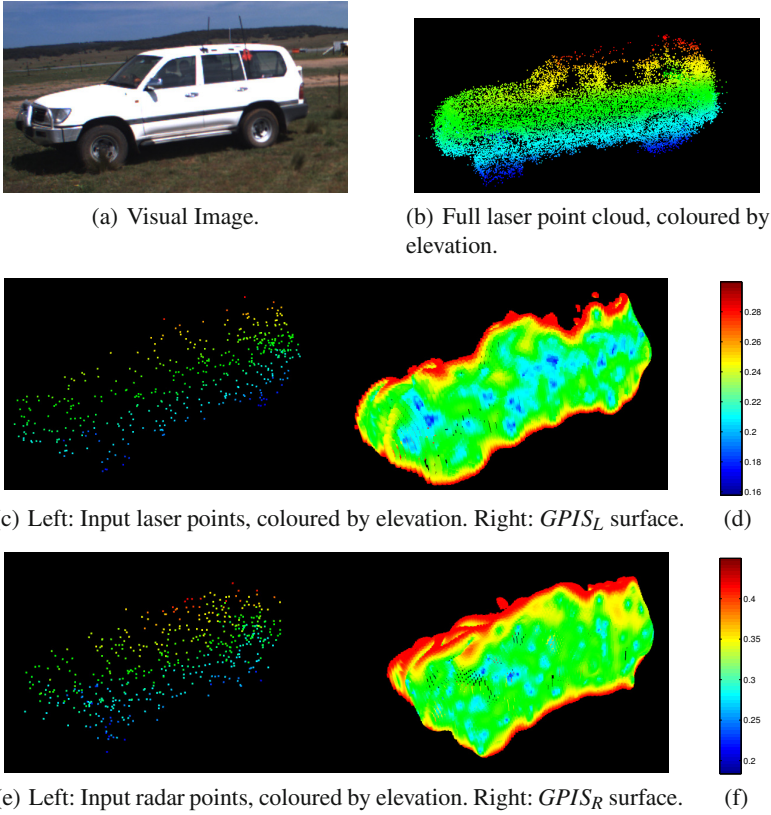 (a) Visual Image.
(b) Full laser point cloud, coloured by
elevation.
0.28
0.26
0.24
0.22
0.2
0.18
0.16
c) Left: Input laser points, coloured by elevation. Right: GPIS_L surface.
(d)
0.4
0.35
0.3
0.25
0.2
e) Left: Input radar points, coloured by elevation. Right: GPIS_R surface.
(f)